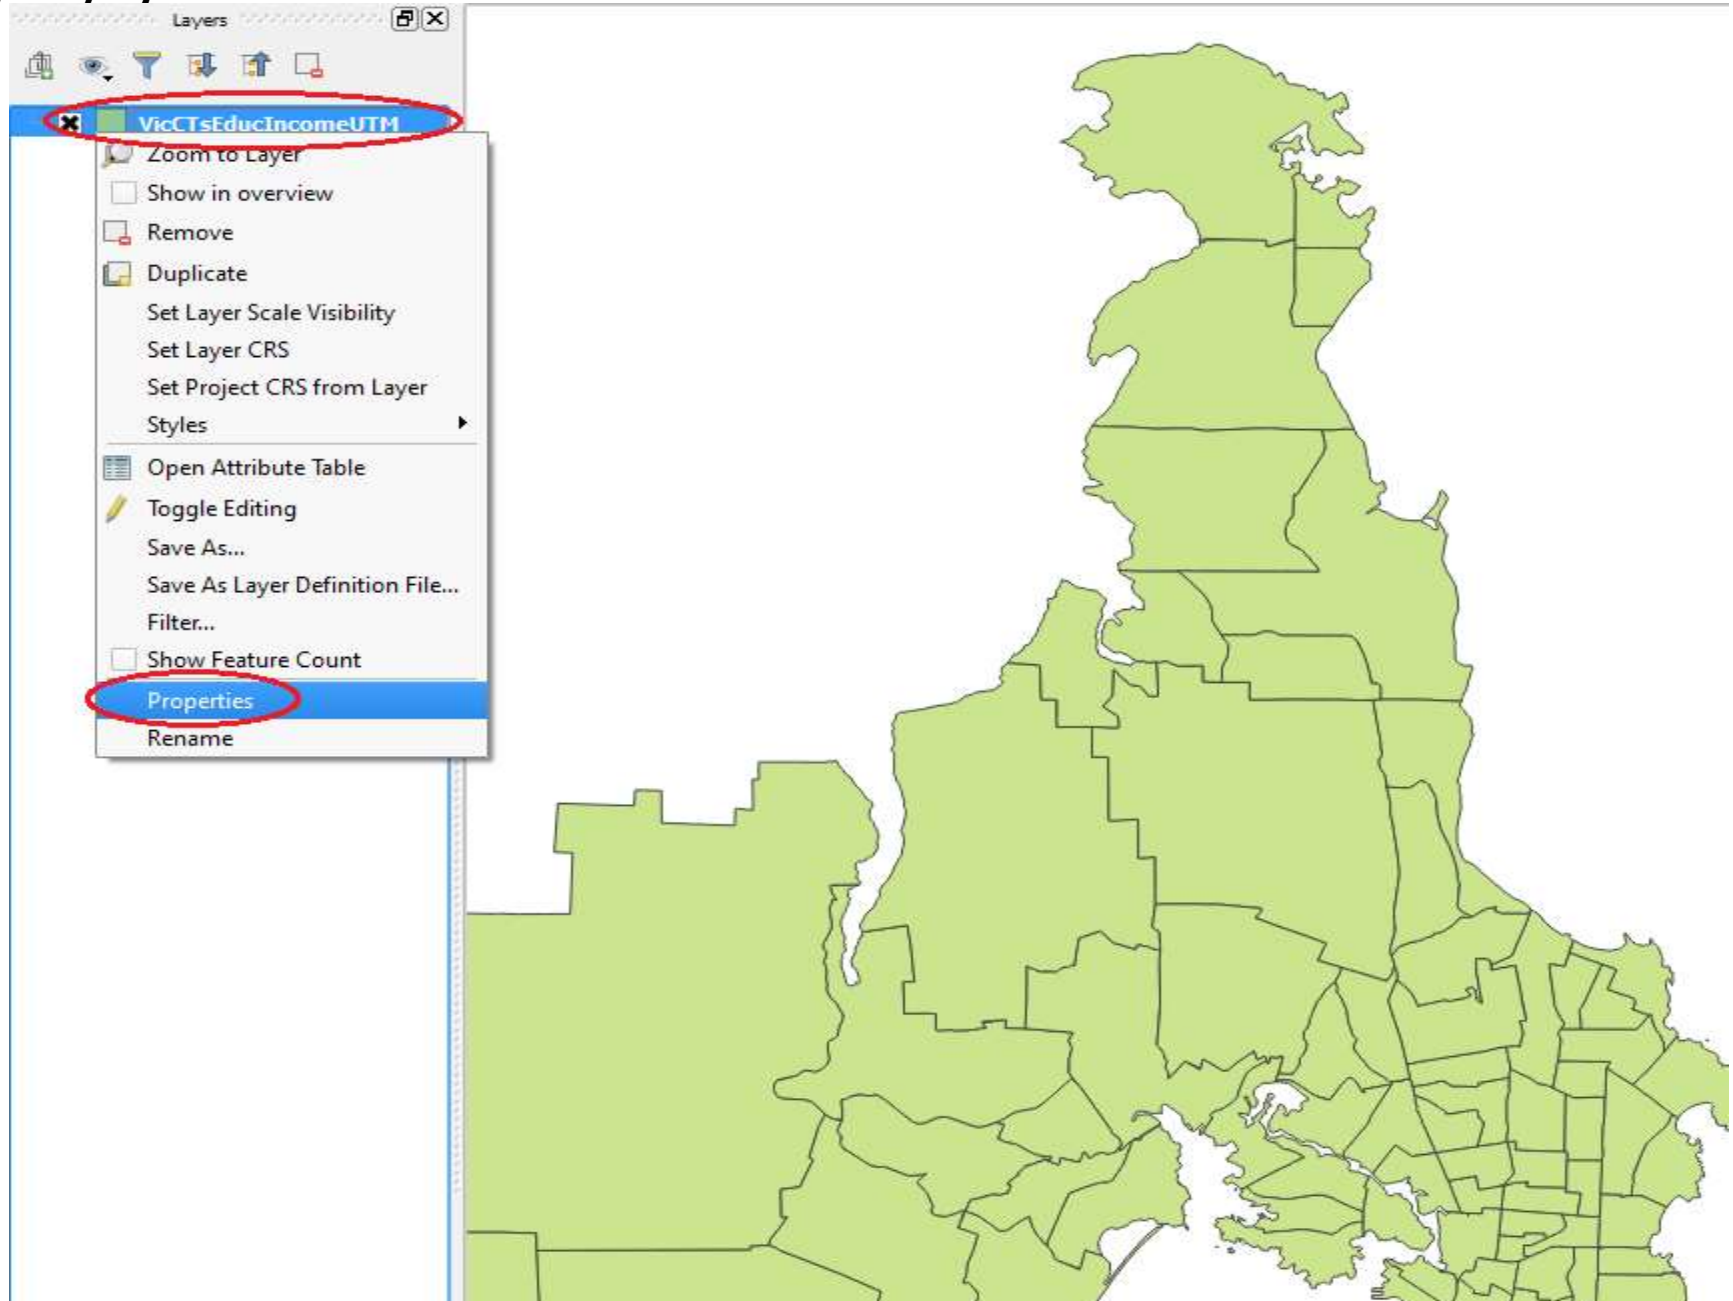 Layers
VicCTsEducIncomeUTM
Zoom to Layer
Show in overview
Remove
Duplicate
Set Layer Scale Visibility
Set Layer CRS
Set Project CRS from Layer
Styles
Open Attribute Table
Toggle Editing
Save As...
Save As Layer Definition File...
Filter...
Show Feature Count
Properties
Rename